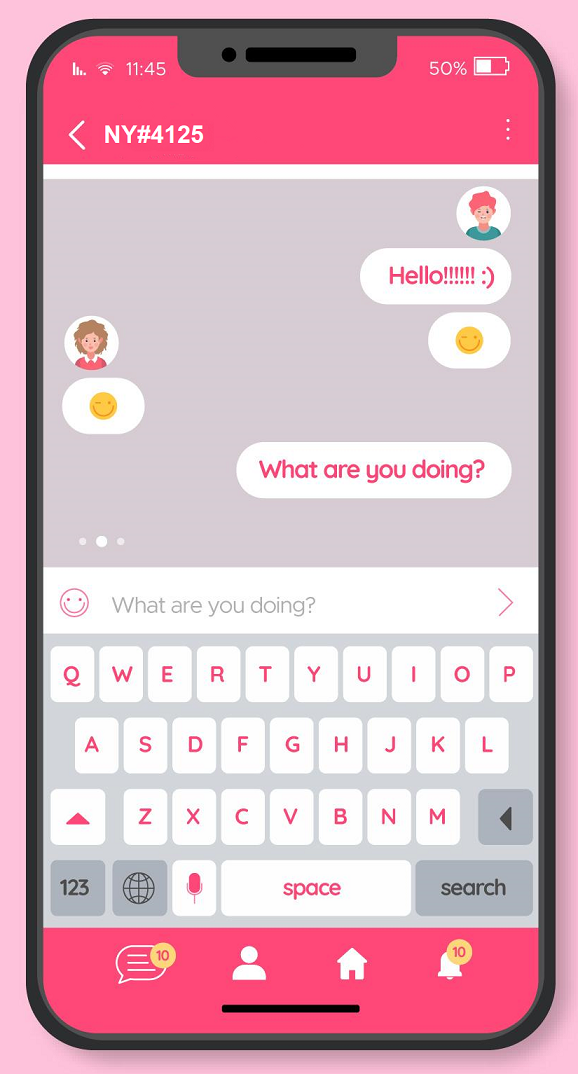 11:45
50%
NY#4125
Hello!!!!!! :)
What are you doing?
What are you doing?
Q W E R T Y U I O P
A S D F G H J K L
Z X C V B N M
123 space search
10 10